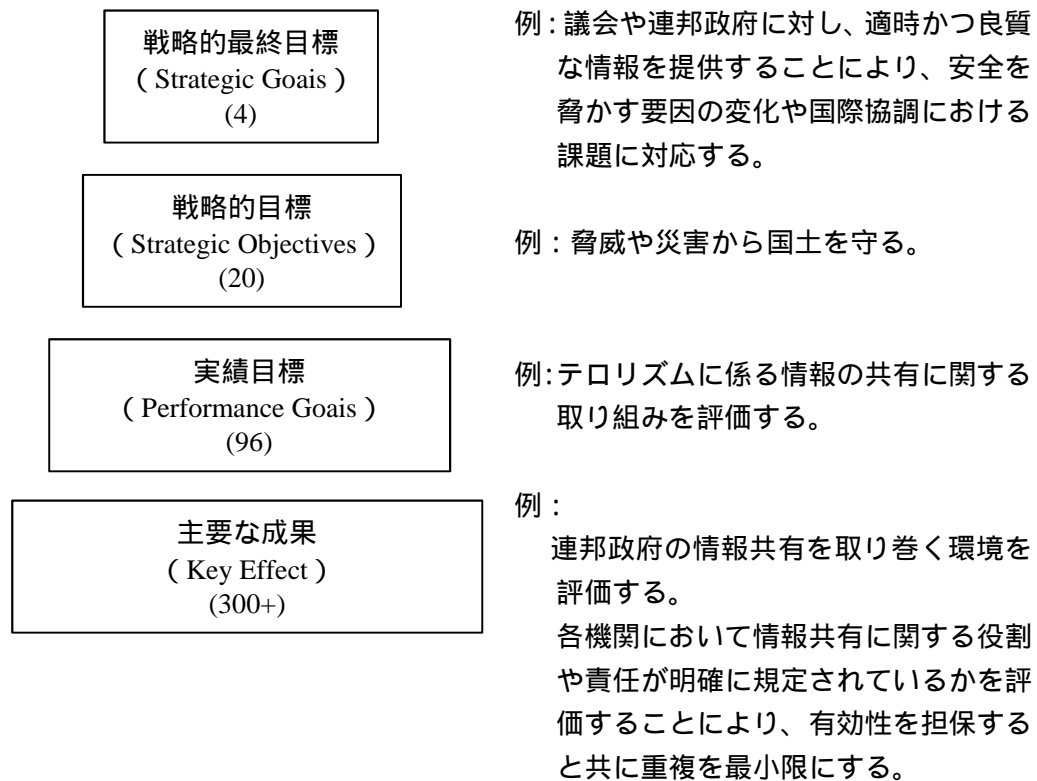 戦略的最終目標
（Strategic Goais）
(4)
例：議会や連邦政府に対し、適時かつ良質
な情報を提供することにより、安全を
脅かす要因の変化や国際協調における
課題に対応する。
戦略的目標
（Strategic Objectives）
(20)
例：脅威や災害から国土を守る。
実績目標
（Performance Goais）
(96)
例：テロリズムに係る情報の共有に関する
取り組みを評価する。
主要な成果
（Key Effect）
(300+)
例：
連邦政府の情報共有を取り巻く環境を
評価する。
各機関において情報共有に関する役割
や責任が明確に規定されているかを評
価することにより、有効性を担保する
と共に重複を最小限にする。